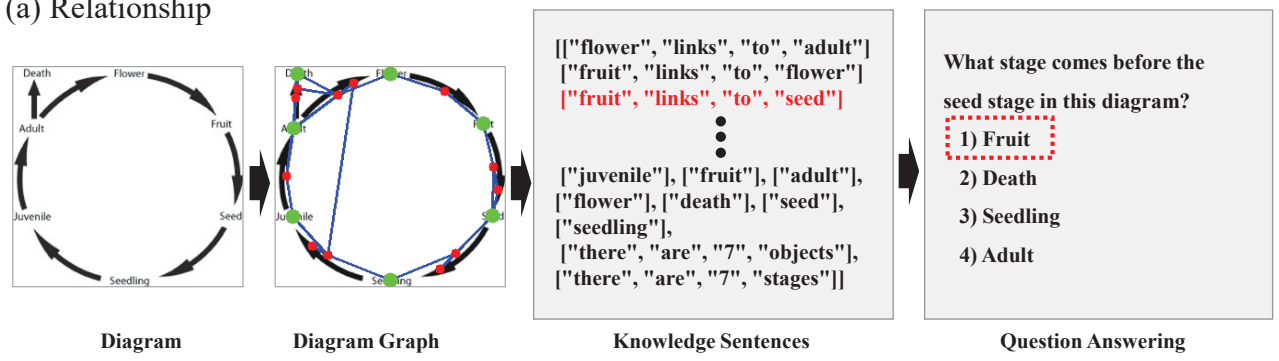 (a) Relationship
Death
Flower
Adult
Fruit
Juvenile
Seed
Seedling
Death
Flower
Adult
Fruit
Juvenile
Seed
Seedling
[["flower", "links", "to", "adult"]
["fruit", "links", "to", "flower"]
["fruit", "links", "to", "seed"]
["juvenile"], ["fruit"], ["adult"],
["flower"], ["death"], ["seed"],
["seedling"],
["there", "are", "7", "objects"],
["there", "are", "7", "stages"]]
What stage comes before the
seed stage in this diagram?
1) Fruit
2) Death
3) Seedling
4) Adult
Diagram
Diagram Graph
Knowledge Sentences
Question Answering